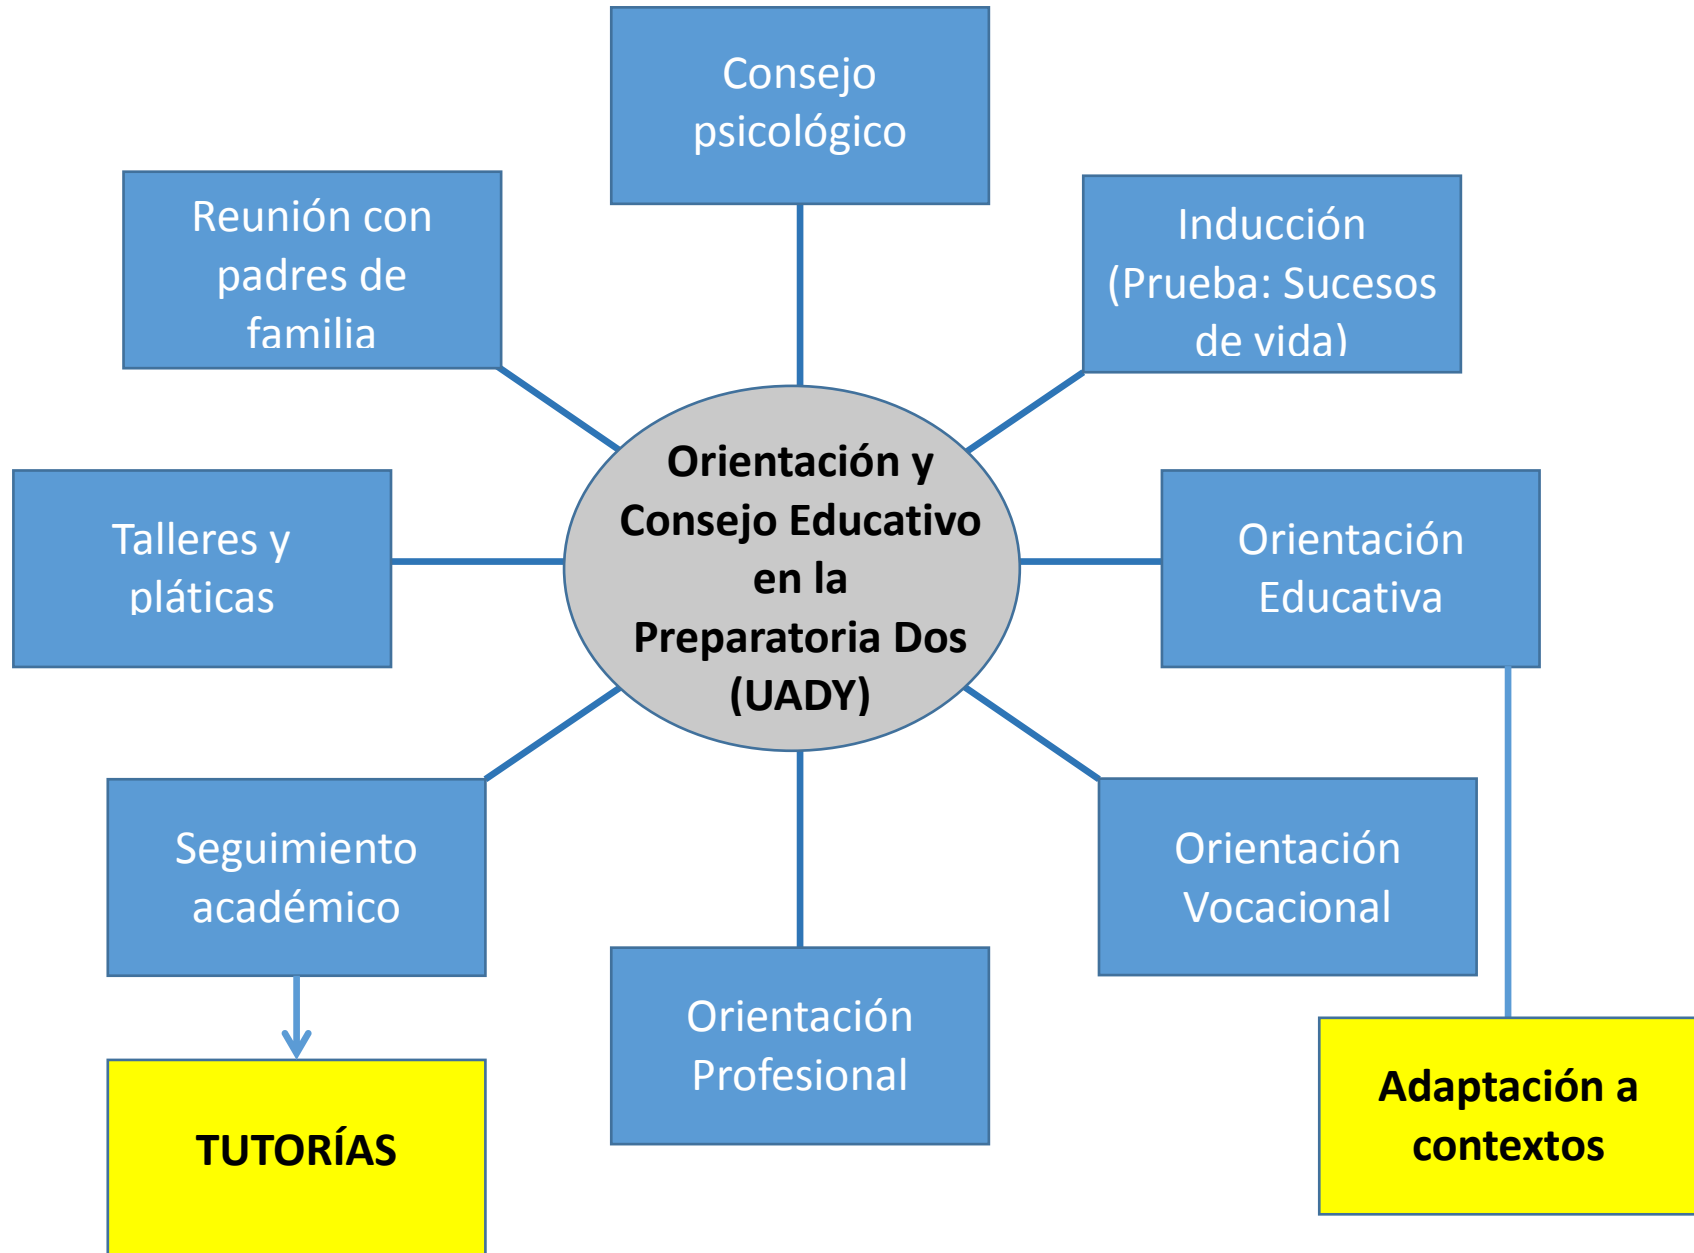 Consejo
psicológico
Reunión con
padres de
familia
Inducción
(Prueba: Sucesos
de vida)
Orientación y
Consejo Educativo
en la
Preparatoria Dos
(UADY)
Talleres y
pláticas
Orientación
Educativa
Seguimiento
académico
Orientación
Vocacional
Orientación
Profesional
TUTORÍAS
Adaptación a
contextos